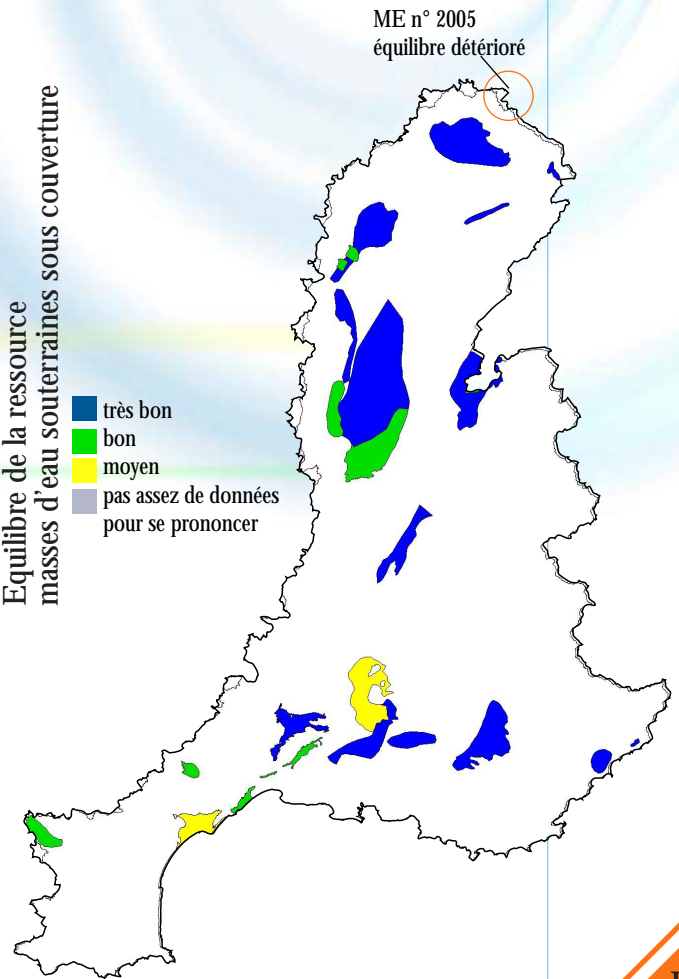 ME n° 2005
équilibre détérioré
Equilibre de la ressource
masses d'eau souterraines sous couverture
très bon
bon
moyen
pas assez de données
pour se prononcer